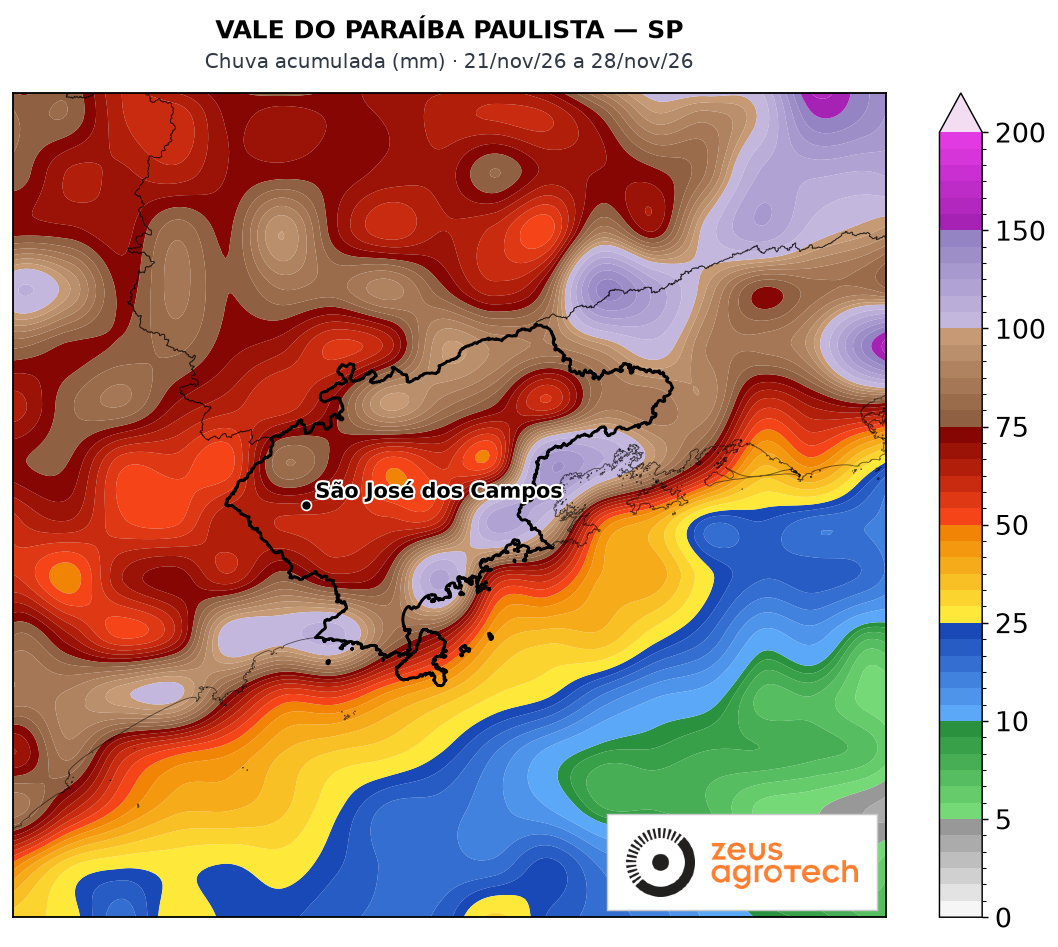 VALE DO PARAÍBA PAULISTA — SP
Chuva acumulada (mm) · 21/nov/26 a 28/nov/26
São José dos Campos
200
150
100
75
50
25
10
5
0
zeus
agrotech